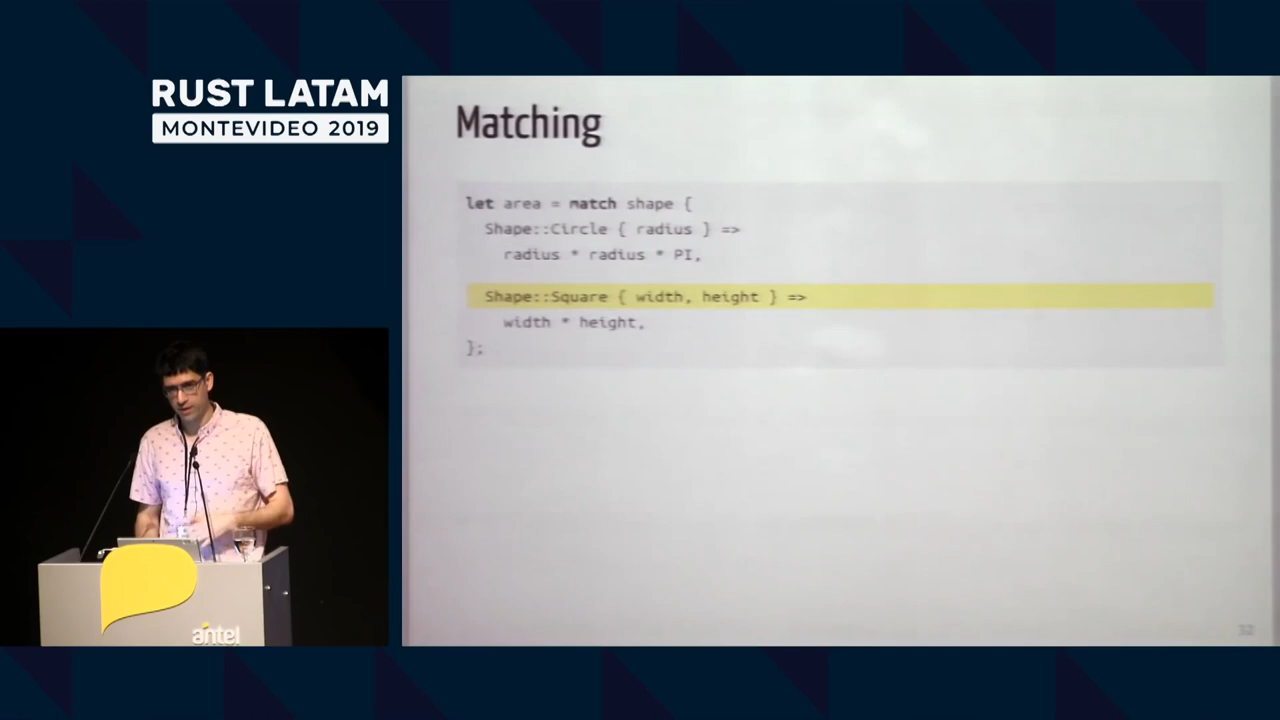 RUST LATAM
MONTEVIDEO 2019
Matching
let area = match shape {
Shape::Circle { radius } =>
radius * radius * PI,
Shape::Square { width, height } =>
width * height,
};
antel